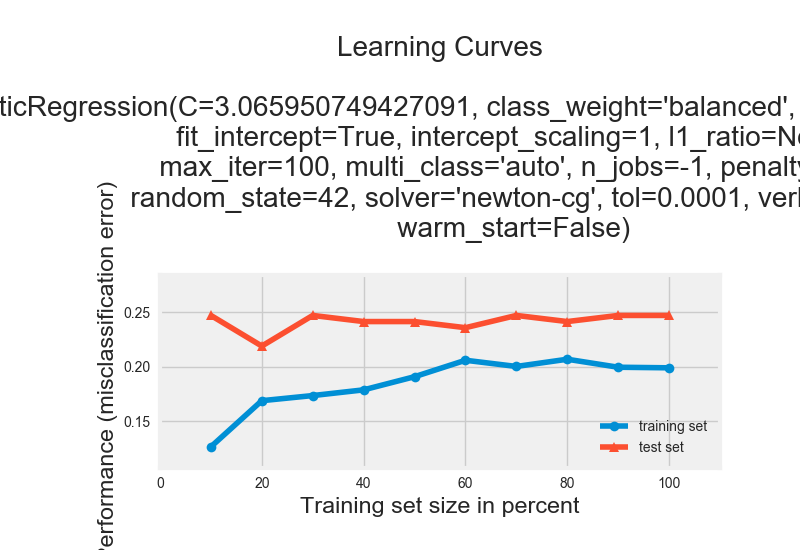 Learning Curves
ticRegression(C=3.065950749427091, class_weight='balanced',
fit_intercept=True, intercept_scaling=1, l1_ratio=No
max_iter=100, multi_class='auto', n_jobs=-1, penalty
random_state=42, solver='newton-cg', tol=0.0001, verb
warm_start=False)
Performance (misclassification error)
0.25
0.20
0.15
training set
test set
0 20 40 60 80 100
Training set size in percent